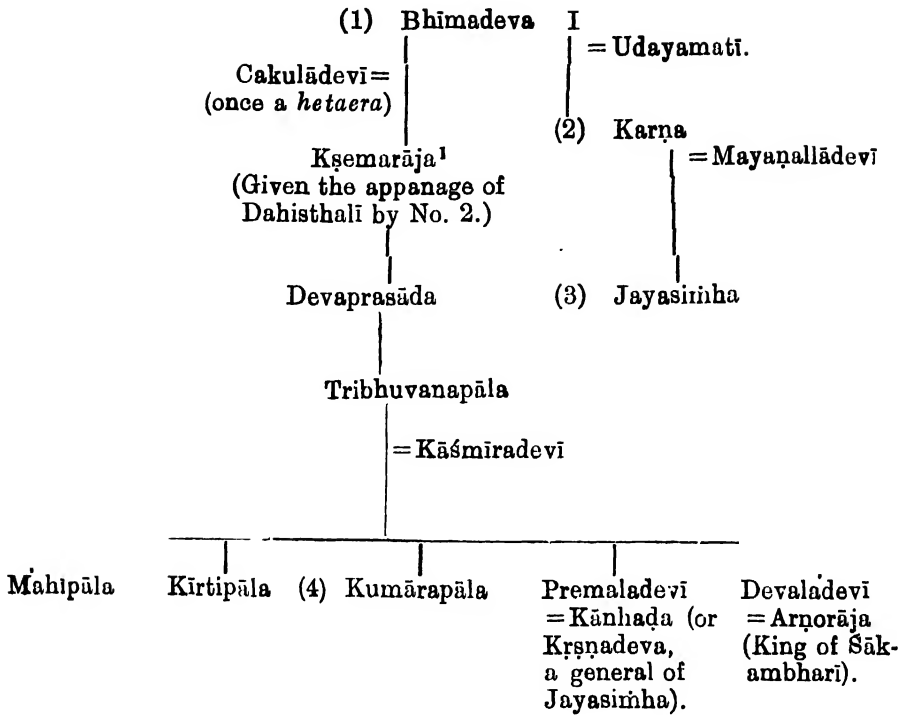 (1) Bhīmadeva I
= Udayamatī.
Cakulādevī=
(once a hetaera)
(2) Karṇa
Kṣemarāja¹
= Mayaṇallādevī
(Given the appanage of
Dahisthalī by No. 2.)
Devaprasāda (3) Jayasiṁha
Tribhuvanapāla
= Kāśmīradevī
Mahīpāla Kīrtipāla (4) Kumārapāla Premaladevī Devaladevī
=Kānhaḍa (or =Arṇorāja
Kṛṣṇadeva, (King of Śāk-
a general of ambharī).
Jayasiṁha).